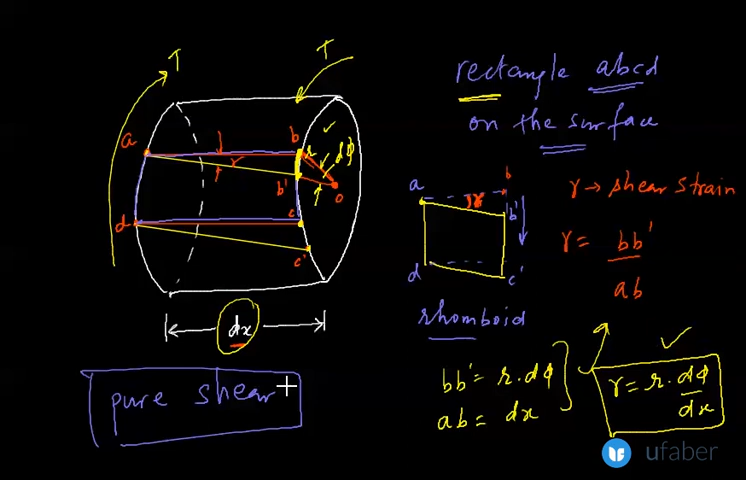 T
T
rectangle abcd
on the surface
a
b
r
dφ
γ
b'
o
d
c
c'
a
b
γ
b'
d
c'
γ → shear strain
γ = bb'
ab
dx
rhomboid
bb' = r.dφ
ab = dx
γ = r.dφ
dx
pure shear
ufaber